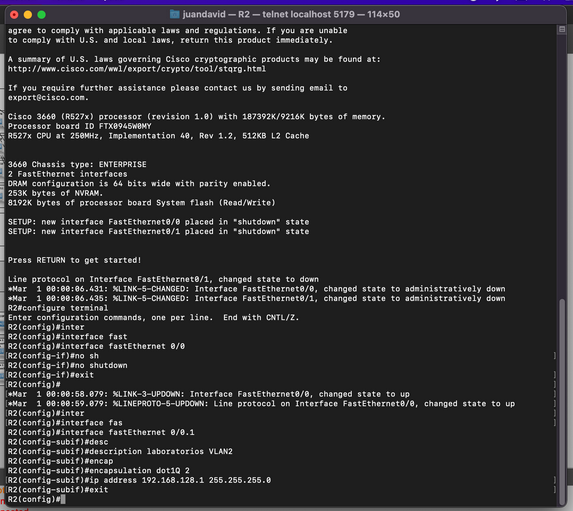 juandavid — R2 — telnet localhost 5179 — 114×50
agree to comply with applicable laws and regulations. If you are unable
to comply with U.S. and local laws, return this product immediately.
A summary of U.S. laws governing Cisco cryptographic products may be found at:
http://www.cisco.com/wwl/export/crypto/tool/stqrg.html
If you require further assistance please contact us by sending email to
export@cisco.com.
Cisco 3660 (R527x) processor (revision 1.0) with 187392K/9216K bytes of memory.
Processor board ID FTX0945W0MY
R527x CPU at 250MHz, Implementation 40, Rev 1.2, 512KB L2 Cache
3660 Chassis type: ENTERPRISE
2 FastEthernet interfaces
DRAM configuration is 64 bits wide with parity enabled.
253K bytes of NVRAM.
8192K bytes of processor board System flash (Read/Write)
SETUP: new interface FastEthernet0/0 placed in "shutdown" state
SETUP: new interface FastEthernet0/1 placed in "shutdown" state
Press RETURN to get started!
Line protocol on Interface FastEthernet0/1, changed state to down
*Mar  1 00:00:06.431: %LINK-5-CHANGED: Interface FastEthernet0/0, changed state to administratively down
*Mar  1 00:00:06.435: %LINK-5-CHANGED: Interface FastEthernet0/1, changed state to administratively down
R2#configure terminal
Enter configuration commands, one per line.  End with CNTL/Z.
R2(config)#inter
R2(config)#interface fast
R2(config)#interface fastEthernet 0/0
R2(config-if)#no sh
R2(config-if)#no shutdown
R2(config-if)#exit
R2(config)#
*Mar  1 00:00:58.079: %LINK-3-UPDOWN: Interface FastEthernet0/0, changed state to up
*Mar  1 00:00:59.079: %LINEPROTO-5-UPDOWN: Line protocol on Interface FastEthernet0/0, changed state to up
R2(config)#inter
R2(config)#interface fas
R2(config)#interface fastEthernet 0/0.1
R2(config-subif)#desc
R2(config-subif)#description laboratorios VLAN2
R2(config-subif)#encap
R2(config-subif)#encapsulation dot1Q 2
R2(config-subif)#ip address 192.168.128.1 255.255.255.0
R2(config-subif)#exit
R2(config)#